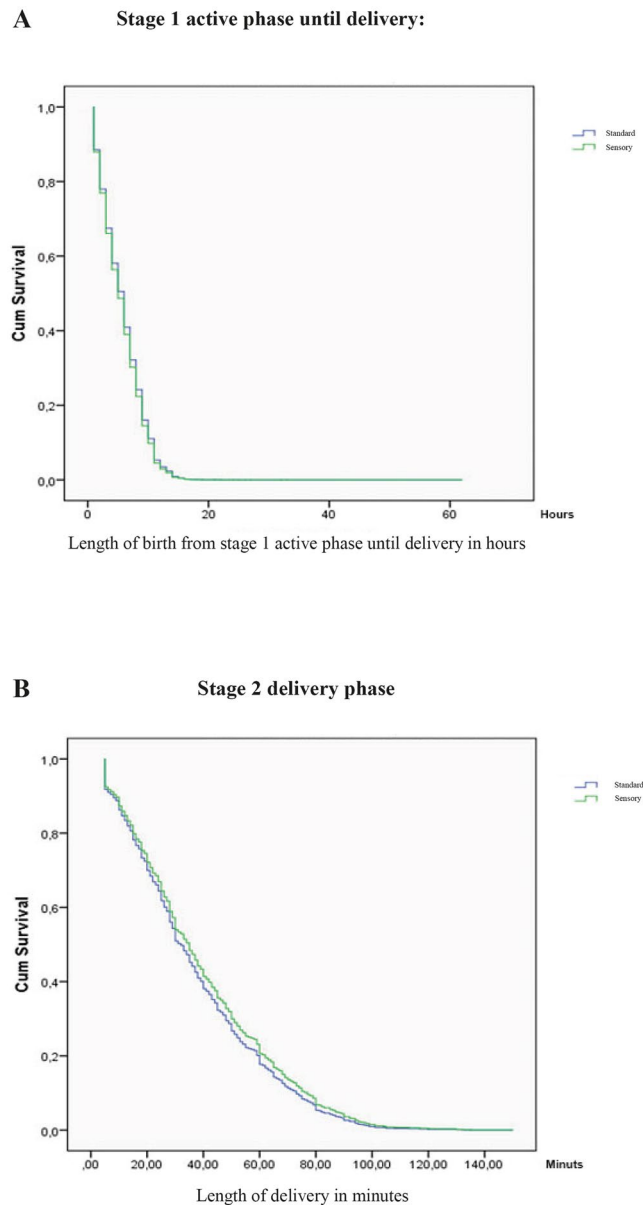 A Stage 1 active phase until delivery:
1,0
0,8
0,6
0,4
0,2
0,0
Cum Survival
Standard
Sensory
0 20 40 60 Hours
Length of birth from stage 1 active phase until delivery in hours
B Stage 2 delivery phase
1,0
0,8
0,6
0,4
0,2
0,0
Cum Survival
Standard
Sensory
,00 20,00 40,00 60,00 80,00 100,00 120,00 140,00 Minuts
Length of delivery in minutes